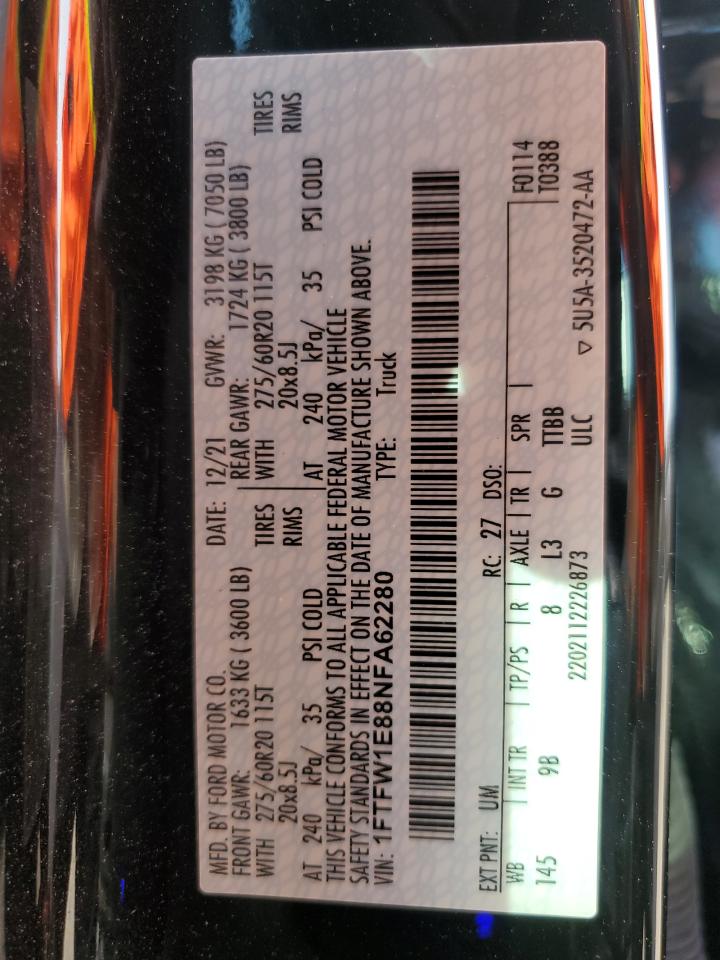 MFD. BY FORD MOTOR CO. DATE: 12/21 GVWR: 3198 KG ( 7050 LB)
FRONT GAWR: 1633 KG ( 3600 LB) REAR GAWR: 1724 KG ( 3800 LB)
WITH 275/60R20 115T TIRES WITH 275/60R20 115T TIRES
20x8.5J RIMS 20x8.5J RIMS
AT 240 kPa/ 35 PSI COLD AT 240 kPa/ 35 PSI COLD
THIS VEHICLE CONFORMS TO ALL APPLICABLE FEDERAL MOTOR VEHICLE
SAFETY STANDARDS IN EFFECT ON THE DATE OF MANUFACTURE SHOWN ABOVE.
VIN: 1FTFW1E88NFA62280 TYPE: Truck
EXT PNT: UM RC: 27 DSO:
WB | INT TR | TP/PS | R | AXLE | TR | SPR | F0114
145 9B 8 L3 G TTBB T0388
ULC
2202112226873 ▽ 5U5A-3520472-AA